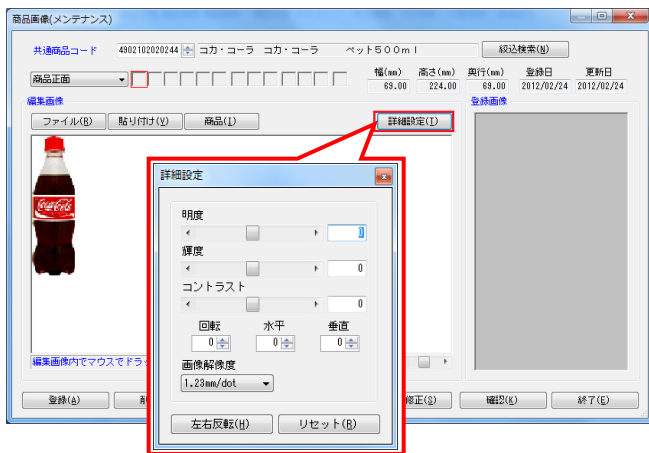 商品画像(メンテナンス)
共通商品コード 4902102020244 コカ・コーラ コカ・コーラ ペット500ml 絞込検索(N)
幅(mm) 高さ(mm) 奥行(mm) 登録日 更新日
商品正面 69.00 224.00 69.00 2012/02/24 2012/02/24
編集画像 登録画像
ファイル(R) 貼り付け(Y) 商品(I) 詳細設定(T)
Coca-Cola
詳細設定
明度
0
輝度
0
コントラスト
0
回転 水平 垂直
0 0 0
画像解像度
1.23mm/dot
左右反転(H) リセット(R)
編集画像内でマウスでドラ
登録(A) 修正(S) 確認(K) 終了(E)